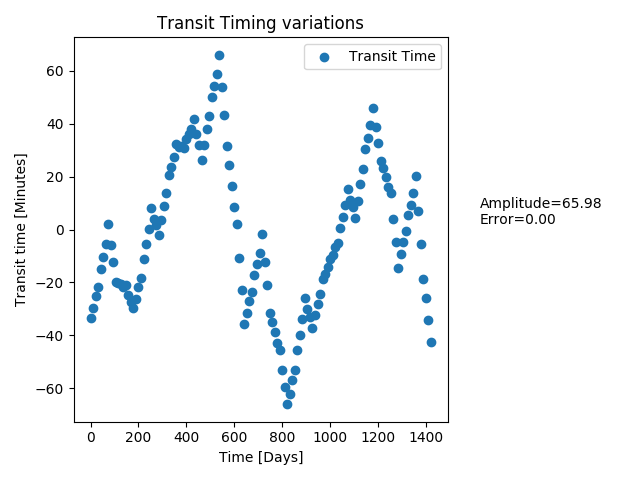 Transit Timing variations
Transit Time
60
40
20
0
−20
−40
−60
Transit time [Minutes]
0 200 400 600 800 1000 1200 1400
Time [Days]
Amplitude=65.98
Error=0.00